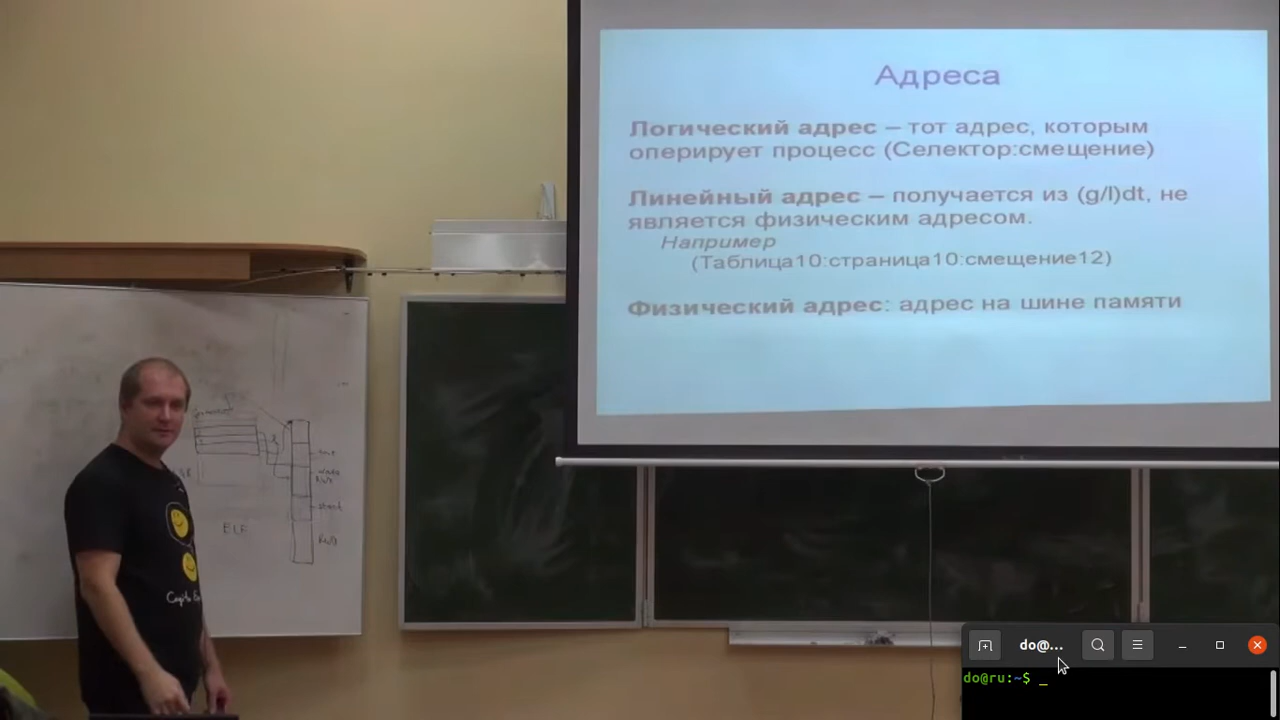 Адреса
Логический адрес – тот адрес, которым
оперирует процесс (Селектор:смещение)
Линейный адрес – получается из (g/l)dt, не
является физическим адресом.
Например
(Таблица10:страница10:смещение12)
Физический адрес: адрес на шине памяти
ELF
do@...
do@ru:~$ _